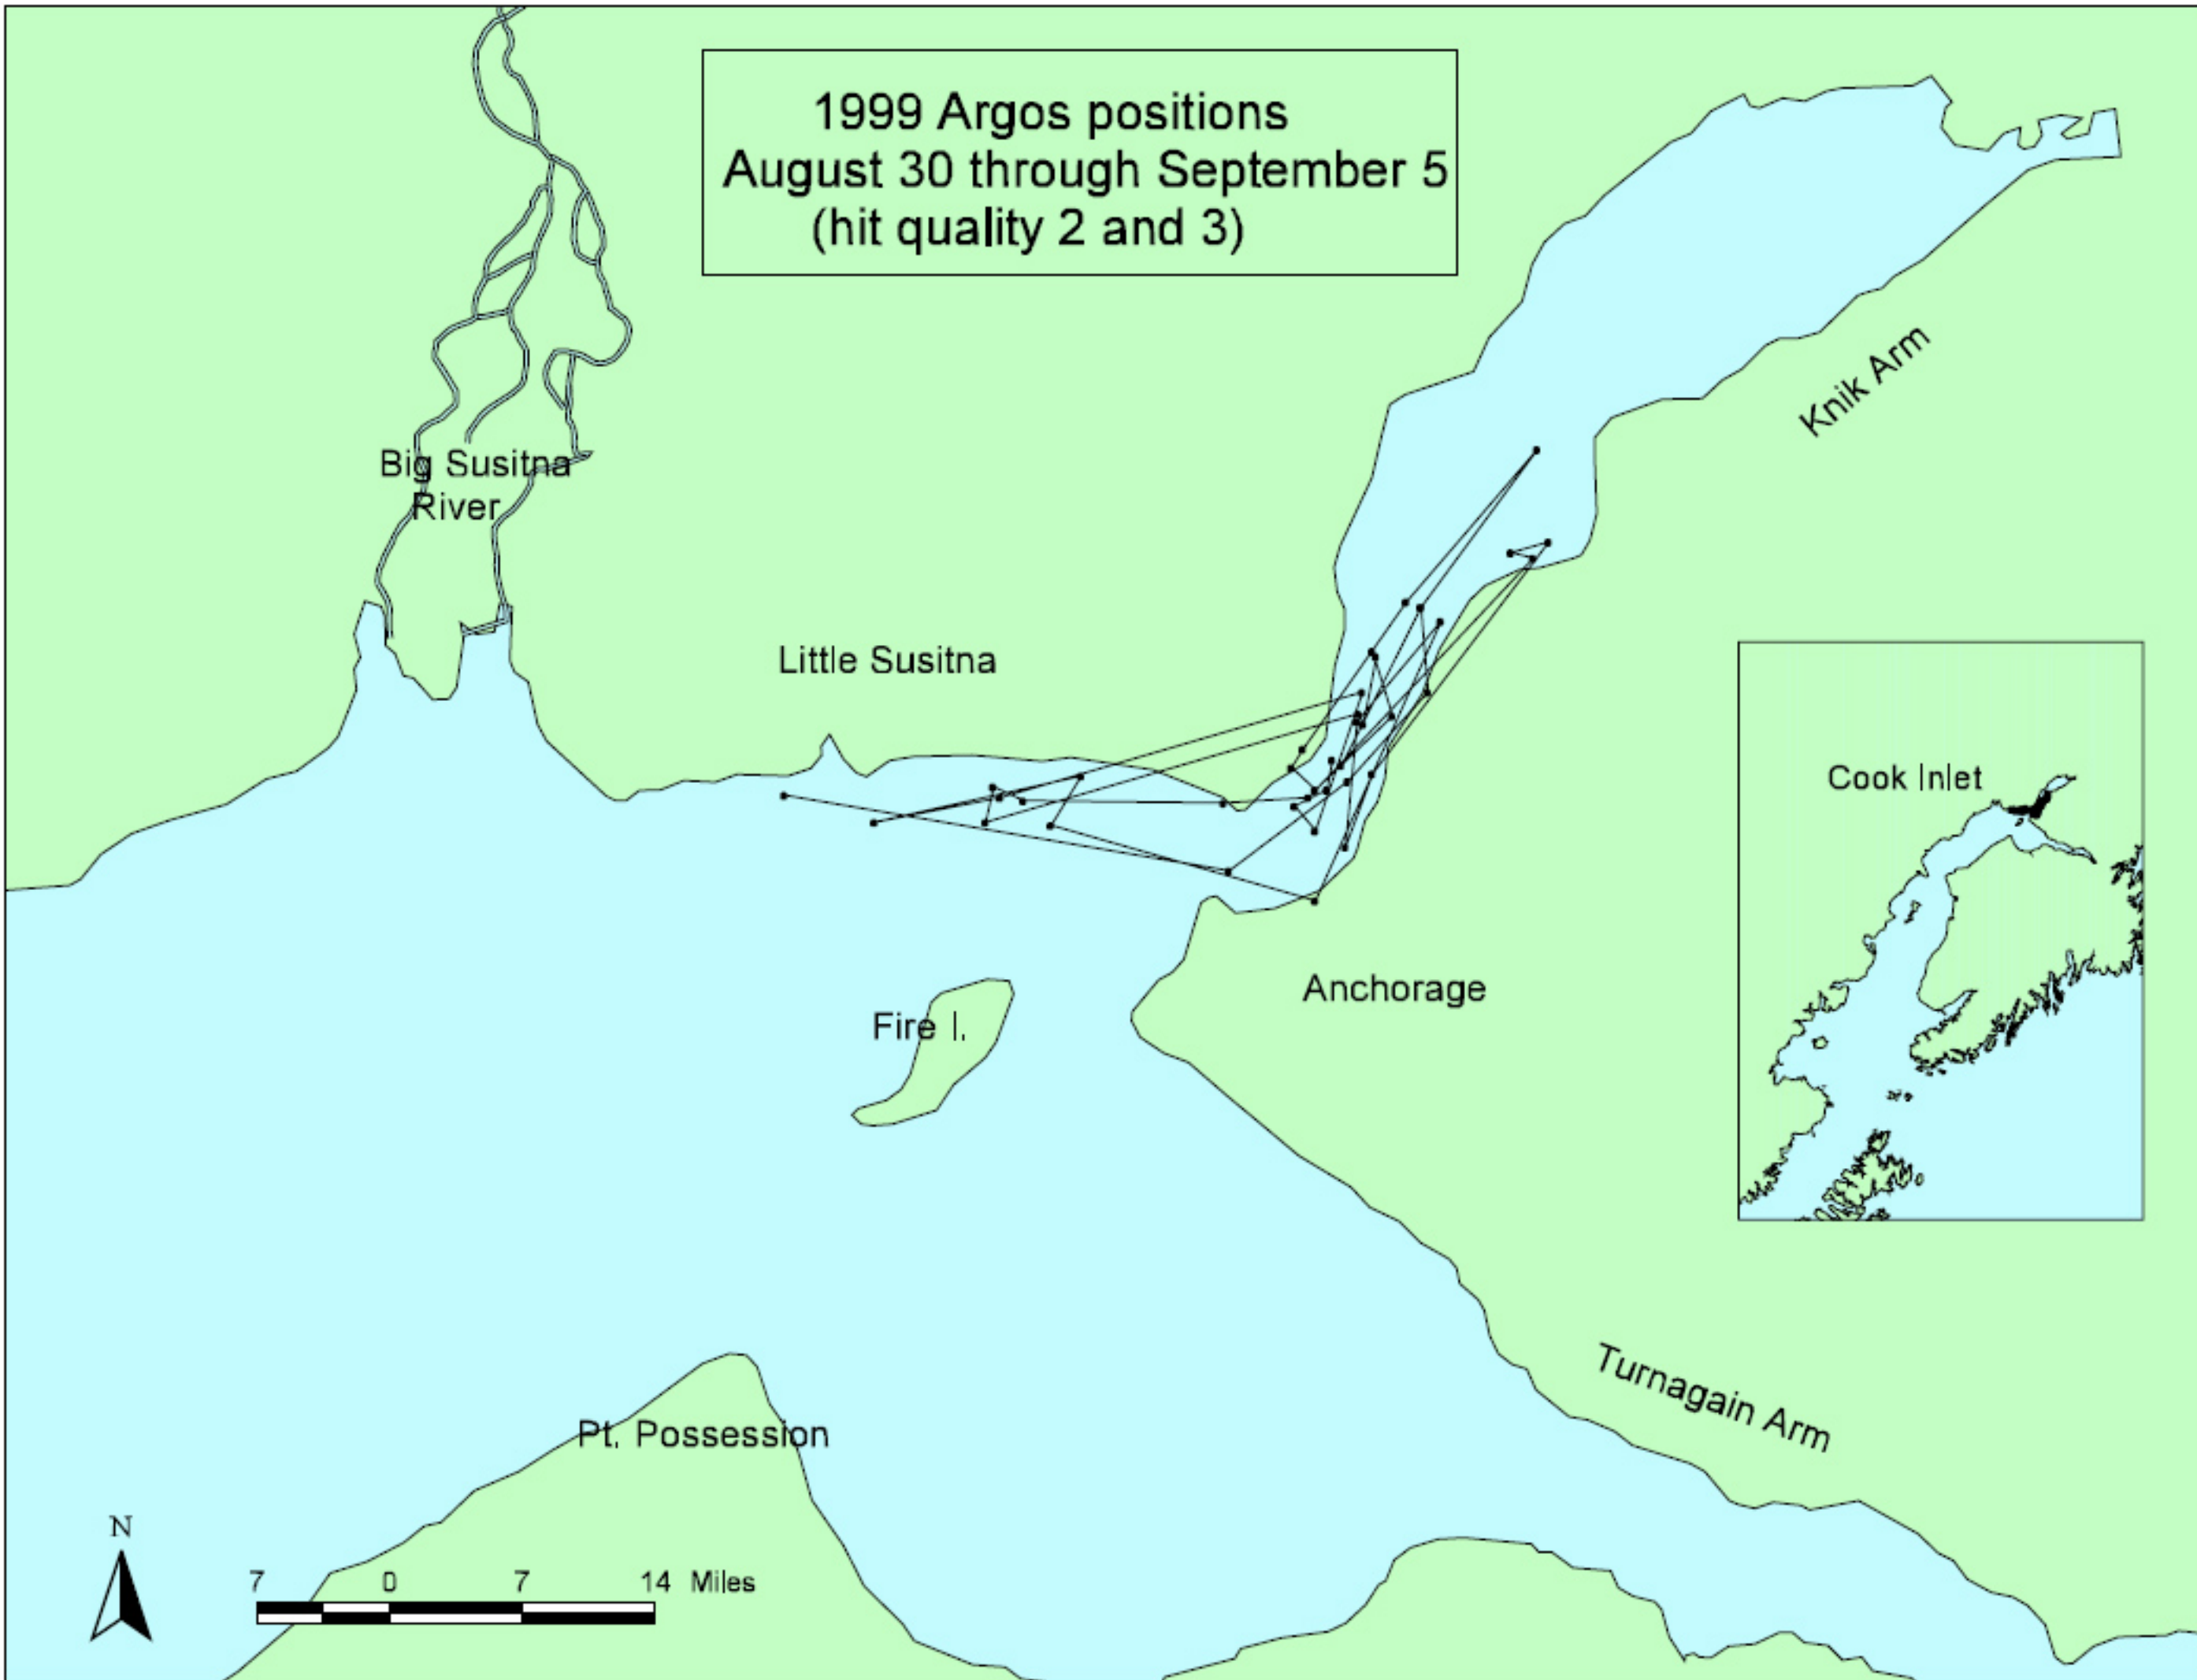 1999 Argos positions
August 30 through September 5
(hit quality 2 and 3)
Knik Arm
Big Susitna
River
Little Susitna
Cook Inlet
Anchorage
Fire I.
Turnagain Arm
Pt. Possession
N
7 0 7 14 Miles